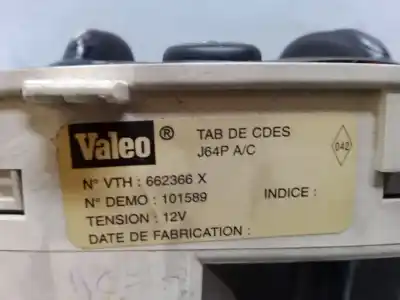 Valeo ® TAB DE CDES
J64P A/C
042
N° VTH : 662366 X
N° DEMO : 101589 INDICE :
TENSION : 12V
DATE DE FABRICATION :